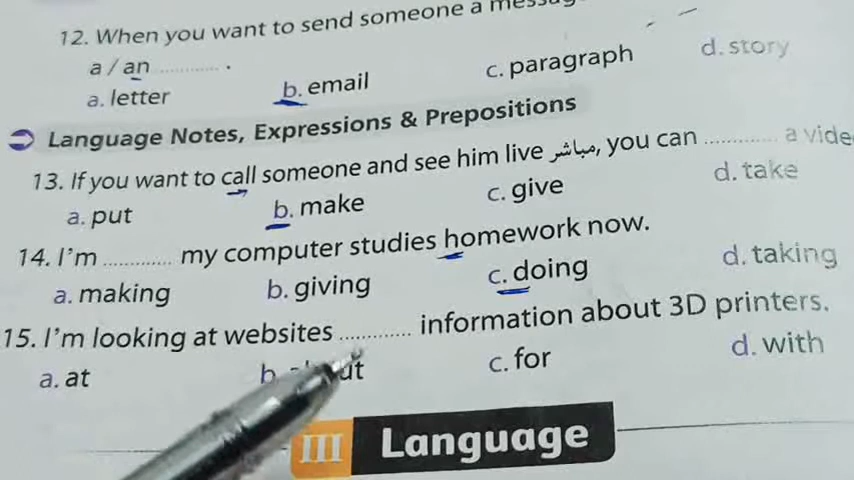 12. When you want to send someone a
a / an ............ .
a. letter b. email c. paragraph d. story
Language Notes, Expressions & Prepositions
13. If you want to call someone and see him live مباشر, you can ............ a
a. put b. make c. give d. take
14. I'm ............ my computer studies homework now.
a. making b. giving c. doing d. taking
15. I'm looking at websites ............ information about 3D printers.
a. at b. c. for d. with
III Language